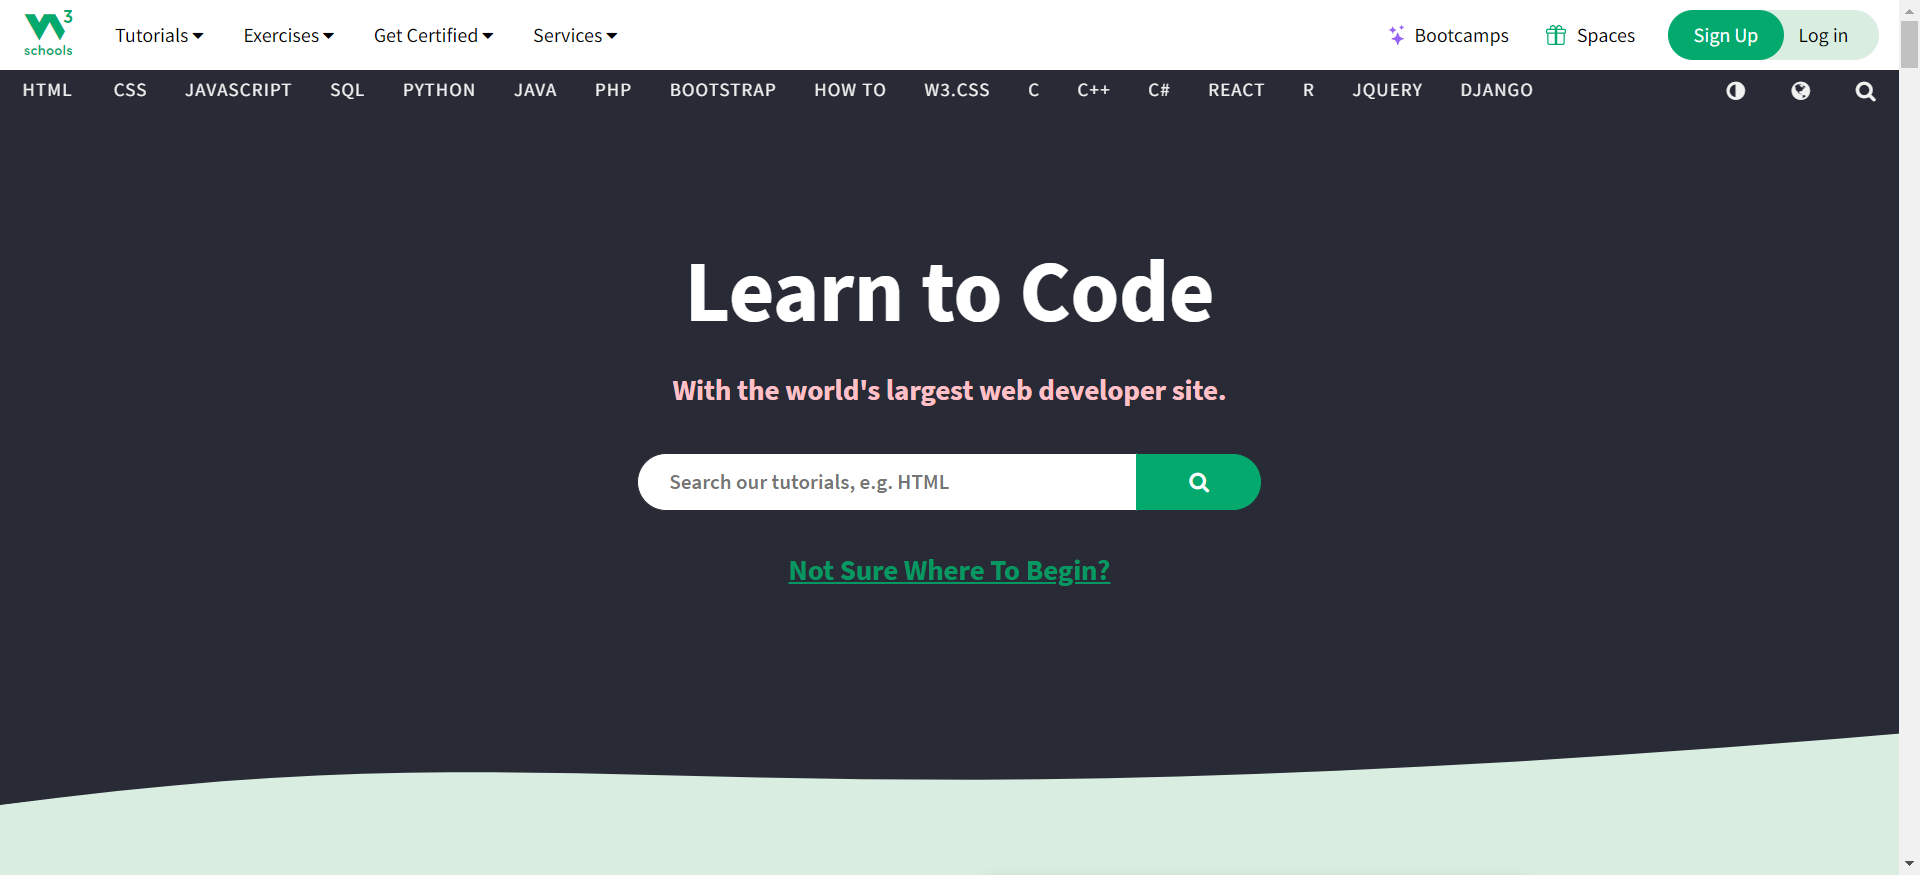 W3 schools
Tutorials Exercises Get Certified Services Bootcamps Spaces Sign Up Log in
HTML CSS JAVASCRIPT SQL PYTHON JAVA PHP BOOTSTRAP HOW TO W3.CSS C C++ C# REACT R JQUERY DJANGO
Learn to Code
With the world's largest web developer site.
Search our tutorials, e.g. HTML
Not Sure Where To Begin?